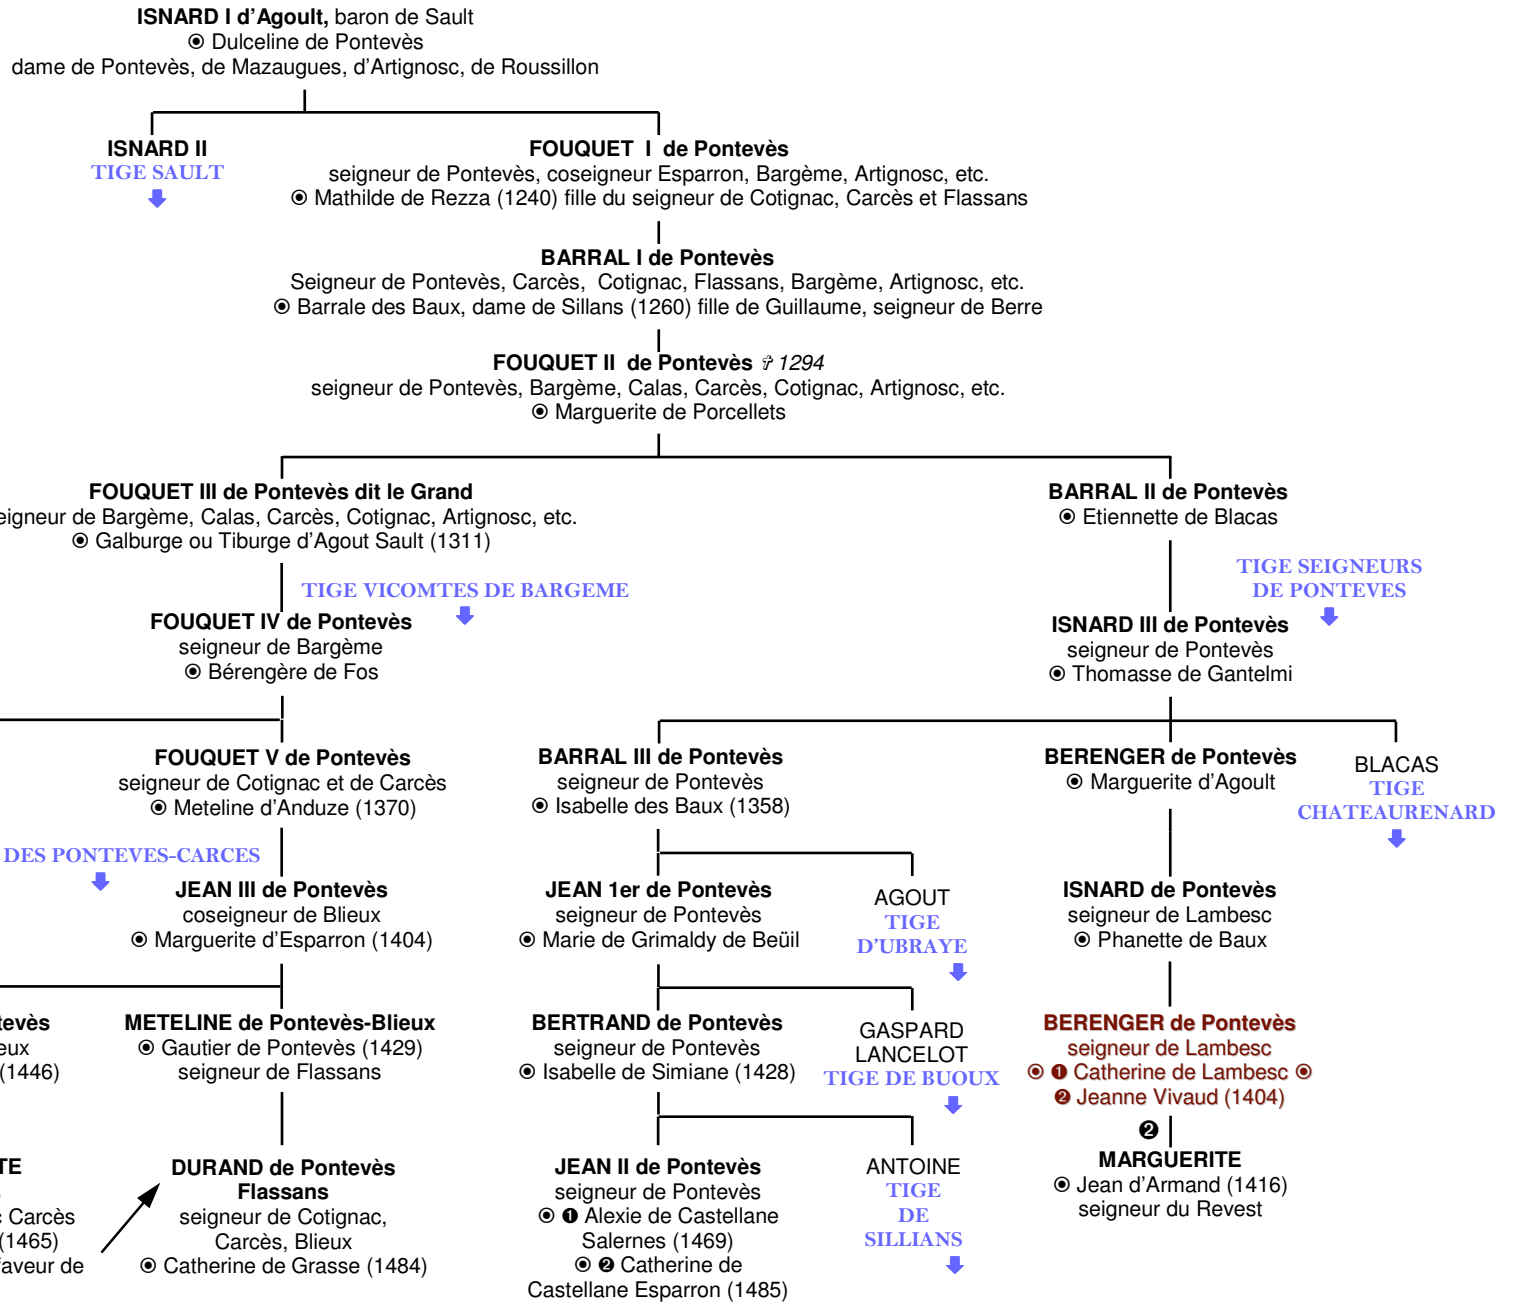 ISNARD I d'Agoult, baron de Sault
⦿ Dulceline de Pontevès
dame de Pontevès, de Mazaugues, d'Artignosc, de Roussillon
ISNARD II
TIGE SAULT
FOUQUET I de Pontevès
seigneur de Pontevès, coseigneur Esparron, Bargème, Artignosc, etc.
⦿ Mathilde de Rezza (1240) fille du seigneur de Cotignac, Carcès et Flassans
BARRAL I de Pontevès
Seigneur de Pontevès, Carcès, Cotignac, Flassans, Bargème, Artignosc, etc.
⦿ Barrale des Baux, dame de Sillans (1260) fille de Guillaume, seigneur de Berre
FOUQUET II de Pontevès ✞ 1294
seigneur de Pontevès, Bargème, Calas, Carcès, Cotignac, Artignosc, etc.
⦿ Marguerite de Porcellets
FOUQUET III de Pontevès dit le Grand
eigneur de Bargème, Calas, Carcès, Cotignac, Artignosc, etc.
⦿ Galburge ou Tiburge d'Agout Sault (1311)
BARRAL II de Pontevès
⦿ Etiennette de Blacas
TIGE VICOMTES DE BARGEME
TIGE SEIGNEURS
DE PONTEVES
FOUQUET IV de Pontevès
seigneur de Bargème
⦿ Bérengère de Fos
ISNARD III de Pontevès
seigneur de Pontevès
⦿ Thomasse de Gantelmi
FOUQUET V de Pontevès
seigneur de Cotignac et de Carcès
⦿ Meteline d'Anduze (1370)
BARRAL III de Pontevès
seigneur de Pontevès
⦿ Isabelle des Baux (1358)
BERENGER de Pontevès
⦿ Marguerite d'Agoult
BLACAS
TIGE
CHATEAURENARD
DES PONTEVES-CARCES
JEAN III de Pontevès
coseigneur de Blieux
⦿ Marguerite d'Esparron (1404)
JEAN 1er de Pontevès
seigneur de Pontevès
⦿ Marie de Grimaldy de Beüil
AGOUT
TIGE
D'UBRAYE
ISNARD de Pontevès
seigneur de Lambesc
⦿ Phanette de Baux
tevès
eux
(1446)
METELINE de Pontevès-Blieux
⦿ Gautier de Pontevès (1429)
seigneur de Flassans
BERTRAND de Pontevès
seigneur de Pontevès
⦿ Isabelle de Simiane (1428)
GASPARD
LANCELOT
TIGE DE BUOUX
BERENGER de Pontevès
seigneur de Lambesc
⦿ ❶ Catherine de Lambesc ⦿
❷ Jeanne Vivaud (1404)
❷
TE
c Carcès
(1465)
faveur de
DURAND de Pontevès
Flassans
seigneur de Cotignac,
Carcès, Blieux
⦿ Catherine de Grasse (1484)
JEAN II de Pontevès
seigneur de Pontevès
⦿ ❶ Alexie de Castellane
Salernes (1469)
⦿ ❷ Catherine de
Castellane Esparron (1485)
ANTOINE
TIGE
DE
SILLIANS
MARGUERITE
⦿ Jean d'Armand (1416)
seigneur du Revest